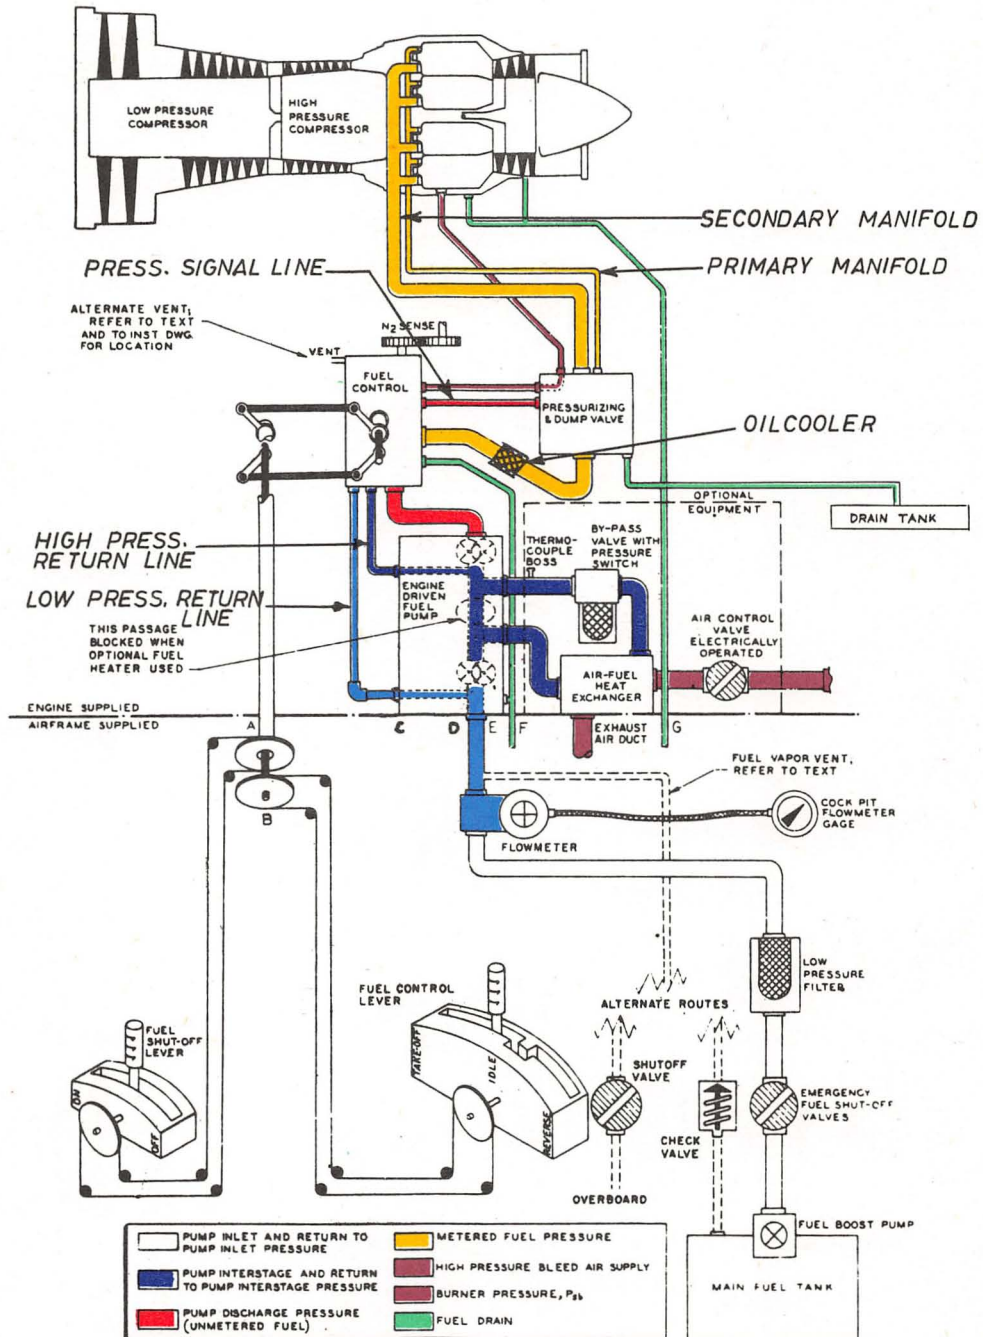 LOW PRESSURE
COMPRESSOR
HIGH
PRESSURE
COMPRESSOR
SECONDARY MANIFOLD
PRESS. SIGNAL LINE
PRIMARY MANIFOLD
ALTERNATE VENT;
REFER TO TEXT
AND TO INST DWG.
FOR LOCATION
N2 SENSE
VENT
FUEL
CONTROL
PRESSURIZING
& DUMP VALVE
OILCOOLER
OPTIONAL
EQUIPMENT
DRAIN TANK
HIGH PRESS.
RETURN LINE
THERMO-
COUPLE
BOSS
BY-PASS
VALVE WITH
PRESSURE
SWITCH
ENGINE
DRIVEN
FUEL
PUMP
LOW PRESS. RETURN
LINE
THIS PASSAGE
BLOCKED WHEN
OPTIONAL FUEL
HEATER USED
AIR CONTROL
VALVE
ELECTRICALLY
OPERATED
AIR-FUEL
HEAT
EXCHANGER
ENGINE SUPPLIED
AIRFRAME SUPPLIED
A
C
D
E
F
G
EXHAUST
AIR DUCT
FUEL VAPOR VENT,
REFER TO TEXT
B
COCK PIT
FLOWMETER
GAGE
FLOWMETER
LOW
PRESSURE
FILTER
FUEL CONTROL
LEVER
ALTERNATE ROUTES
FUEL
SHUT-OFF
LEVER
TAKE-OFF
IDLE
REVERSE
ON
OFF
SHUTOFF
VALVE
EMERGENCY
FUEL SHUT-OFF
VALVES
CHECK
VALVE
OVERBOARD
FUEL BOOST PUMP
MAIN FUEL TANK
PUMP INLET AND RETURN TO
PUMP INLET PRESSURE
PUMP INTERSTAGE AND RETURN
TO PUMP INTERSTAGE PRESSURE
PUMP DISCHARGE PRESSURE
(UNMETERED FUEL)
METERED FUEL PRESSURE
HIGH PRESSURE BLEED AIR SUPPLY
BURNER PRESSURE,
FUEL DRAIN